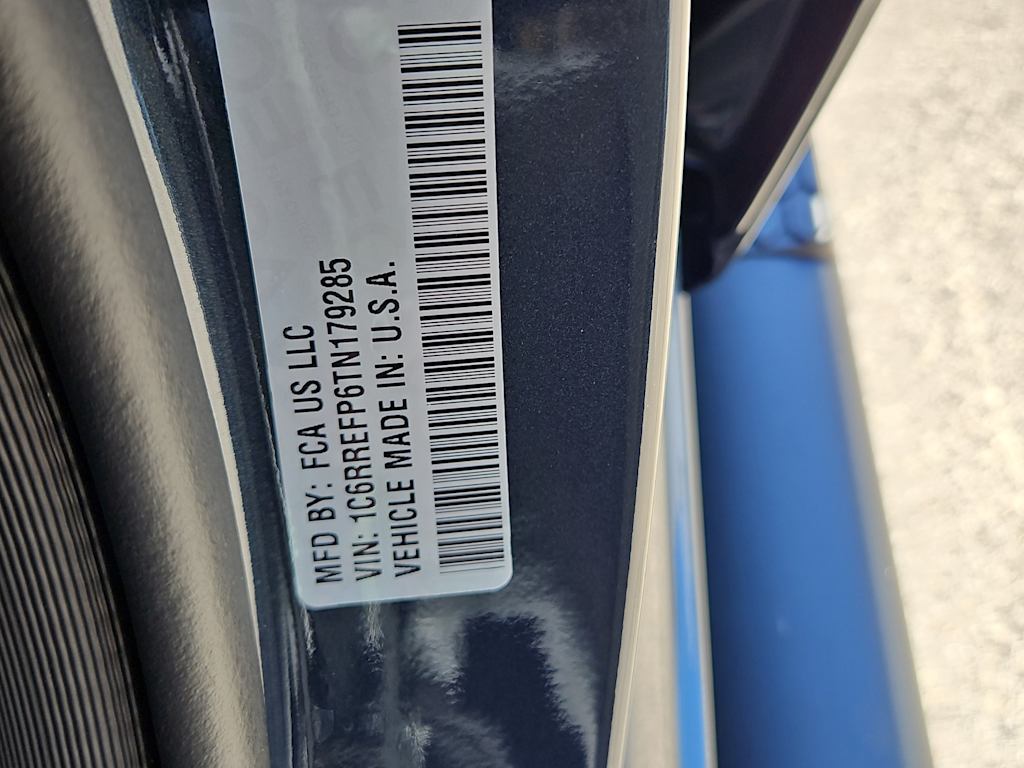 MFD BY: FCA US LLC
VIN: 1C6RREFP6TN179285
VEHICLE MADE IN: U.S.A.